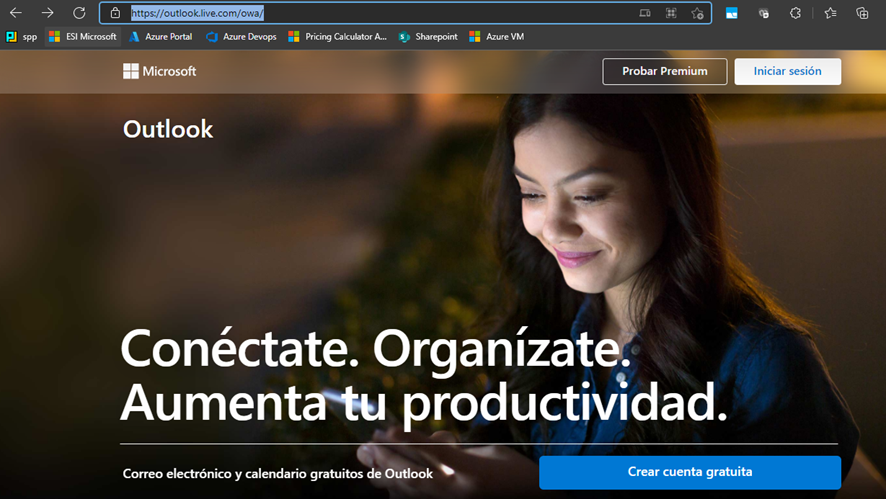 https://outlook.live.com/owa/
spp ESI Microsoft Azure Portal Azure Devops Pricing Calculator A... Sharepoint Azure VM
Microsoft Probar Premium Iniciar sesión
Outlook
Conéctate. Organízate.
Aumenta tu productividad.
Correo electrónico y calendario gratuitos de Outlook Crear cuenta gratuita